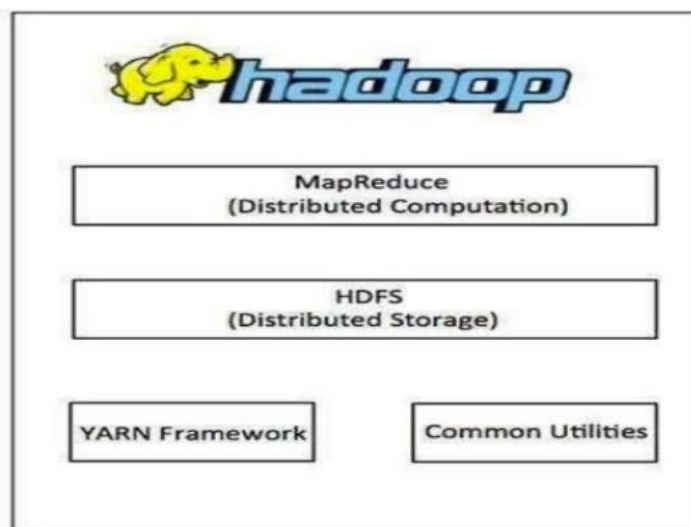 hadoop
MapReduce
(Distributed Computation)
HDFS
(Distributed Storage)
YARN Framework
Common Utilities